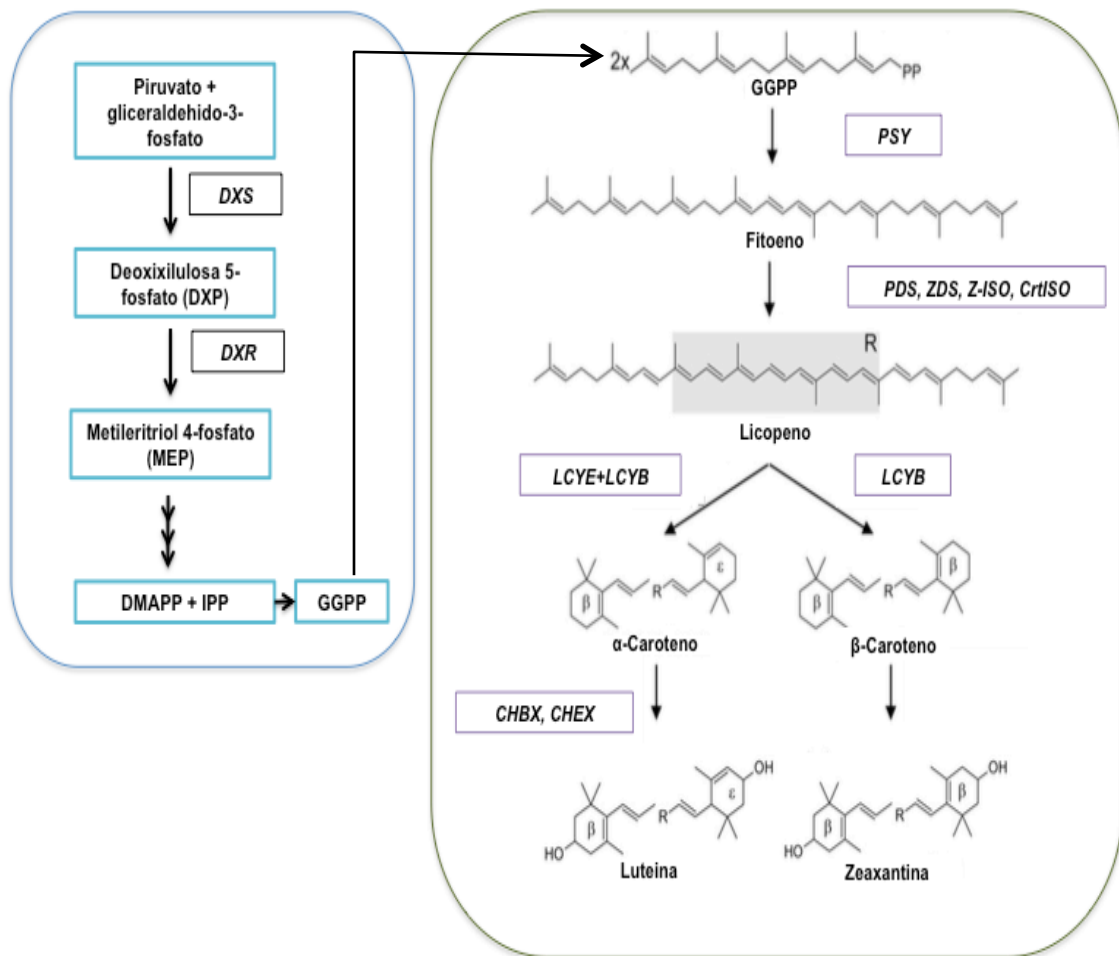 Piruvato +
gliceraldehido-3-
fosfato
DXS
Deoxixilulosa 5-
fosfato (DXP)
DXR
Metileritriol 4-fosfato
(MEP)
DMAPP + IPP
GGPP
2x
PP
GGPP
PSY
Fitoeno
PDS, ZDS, Z-ISO, CrtISO
R
Licopeno
LCYE+LCYB
LCYB
β
R
ε
α-Caroteno
β
R
β
β-Caroteno
CHBX, CHEX
HO
β
R
ε
OH
Luteina
HO
β
R
β
OH
Zeaxantina